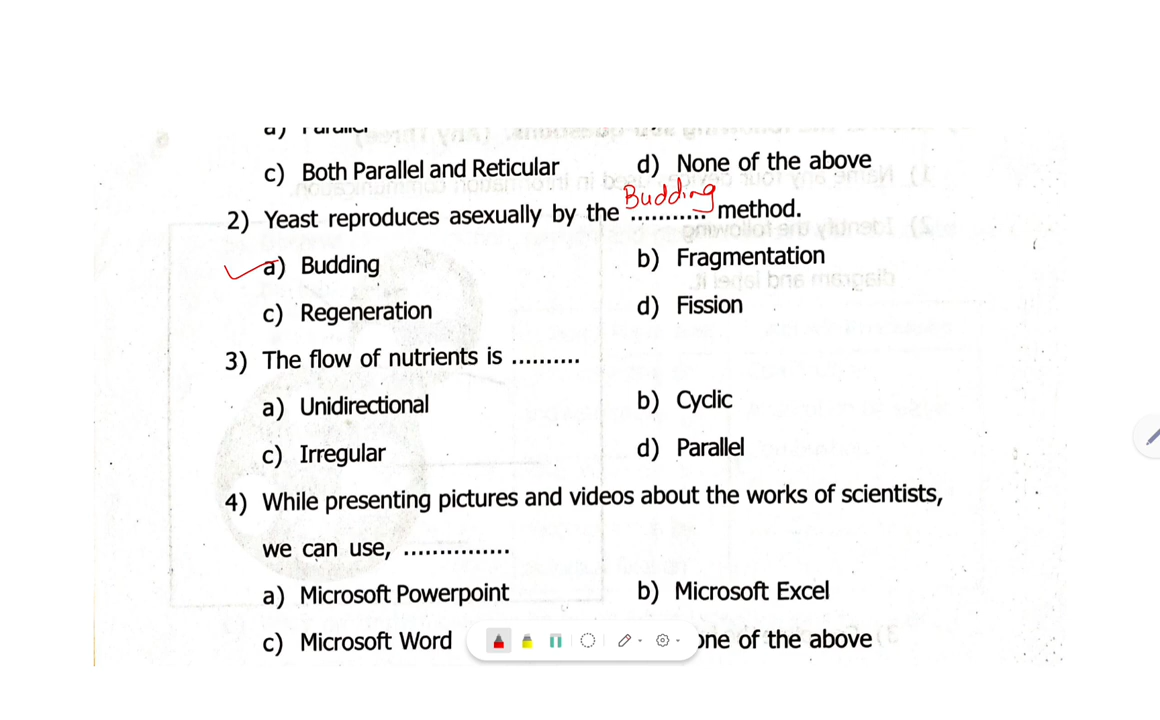 c) Both Parallel and Reticular d) None of the above
Budding
2) Yeast reproduces asexually by the ........... method.
a) Budding b) Fragmentation
c) Regeneration d) Fission
3) The flow of nutrients is ..........
a) Unidirectional b) Cyclic
c) Irregular d) Parallel
4) While presenting pictures and videos about the works of scientists,
we can use, ...............
a) Microsoft Powerpoint b) Microsoft Excel
c) Microsoft Word one of the above